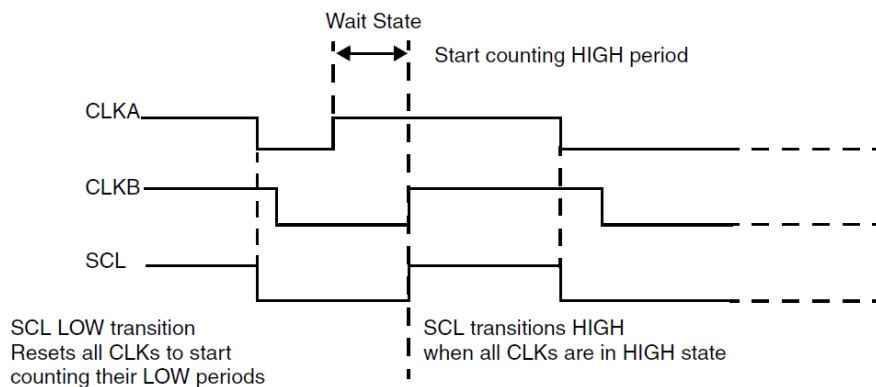 Wait State
Start counting HIGH period
CLKA
CLKB
SCL
SCL LOW transition
Resets all CLKs to start
counting their LOW periods
SCL transitions HIGH
when all CLKs are in HIGH state